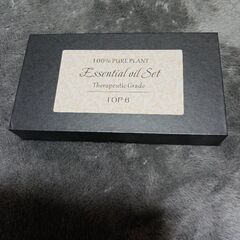 100% PURE PLANT
Essential oil Set
Therapeutic Grade
TOP 6